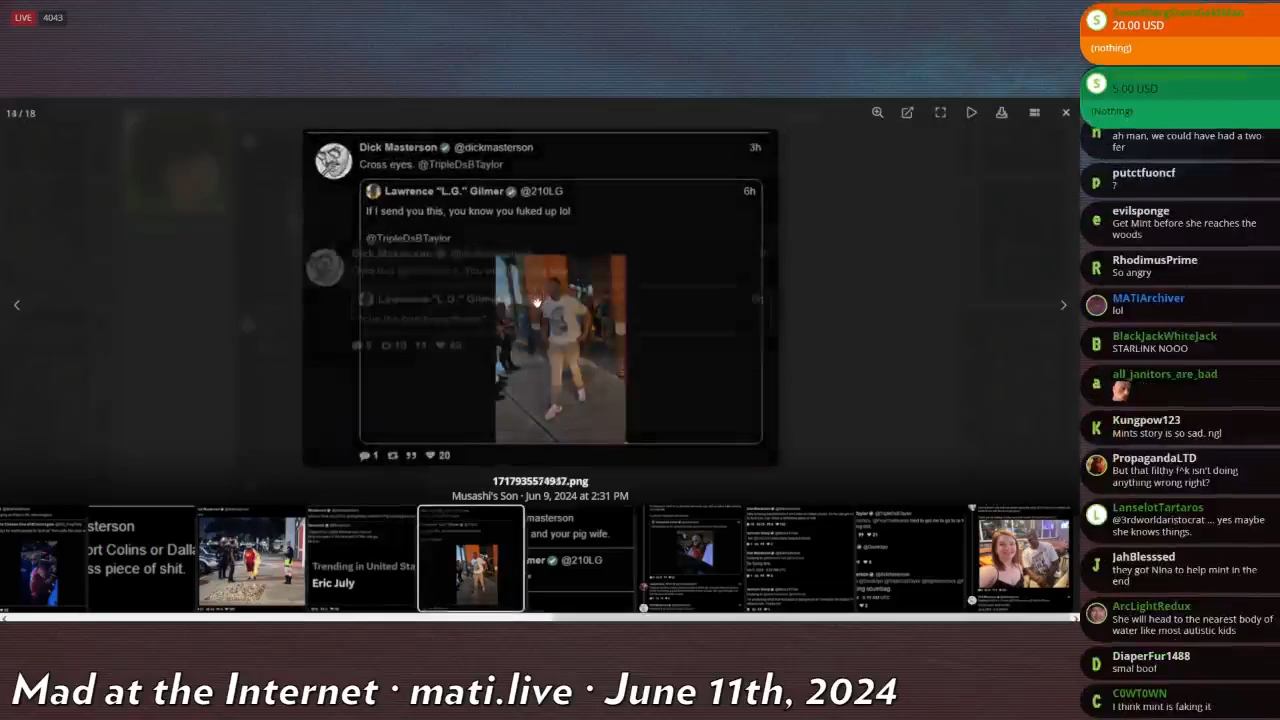 LIVE 4043
14 / 18
Dick Masterson @dickmasterson 3h
Cross eyes. @TripleDsBTaylor
Lawrence "L.G." Gilmer @210LG 6h
If I send you this, you know you fuked up lol
@TripleDsBTaylor
1 20
1717935574947.png
Musashi's Son · Jun 9, 2024 at 2:31 PM
sterson
ort Colins or Dall
ss piece of shit.
Trending in United Sta
Eric July
masterson
and your pig wife.
mer @210LG
Mad at the Internet · mati.live · June 11th, 2024
S
20.00 USD
(nothing)
S
5.00 USD
(Nothing)
n
ah man, we could have had a two
fer
p
putctfuoncf
?
e
evilsponge
Get Mint before she reaches the
woods
R
RhodimusPrime
So angry
MATIArchiver
lol
B
BlackJackWhiteJack
STARLINK NOOO
a
all_janitors_are_bad
K
Kungpow123
Mints story is so sad. ngl
PropagandaLTD
But that filthy f^k isn't doing
anything wrong right?
L
LanselotTartaros
@3rdworldaristocrat ... yes maybe
she knows things.
J
JahBlesssed
they got Nina to help mint in the
end
ArcLightRedux
She will head to the nearest body of
water like most autistic kids
D
DiaperFur1488
smal boof
C
C0WT0WN
I think mint is faking it